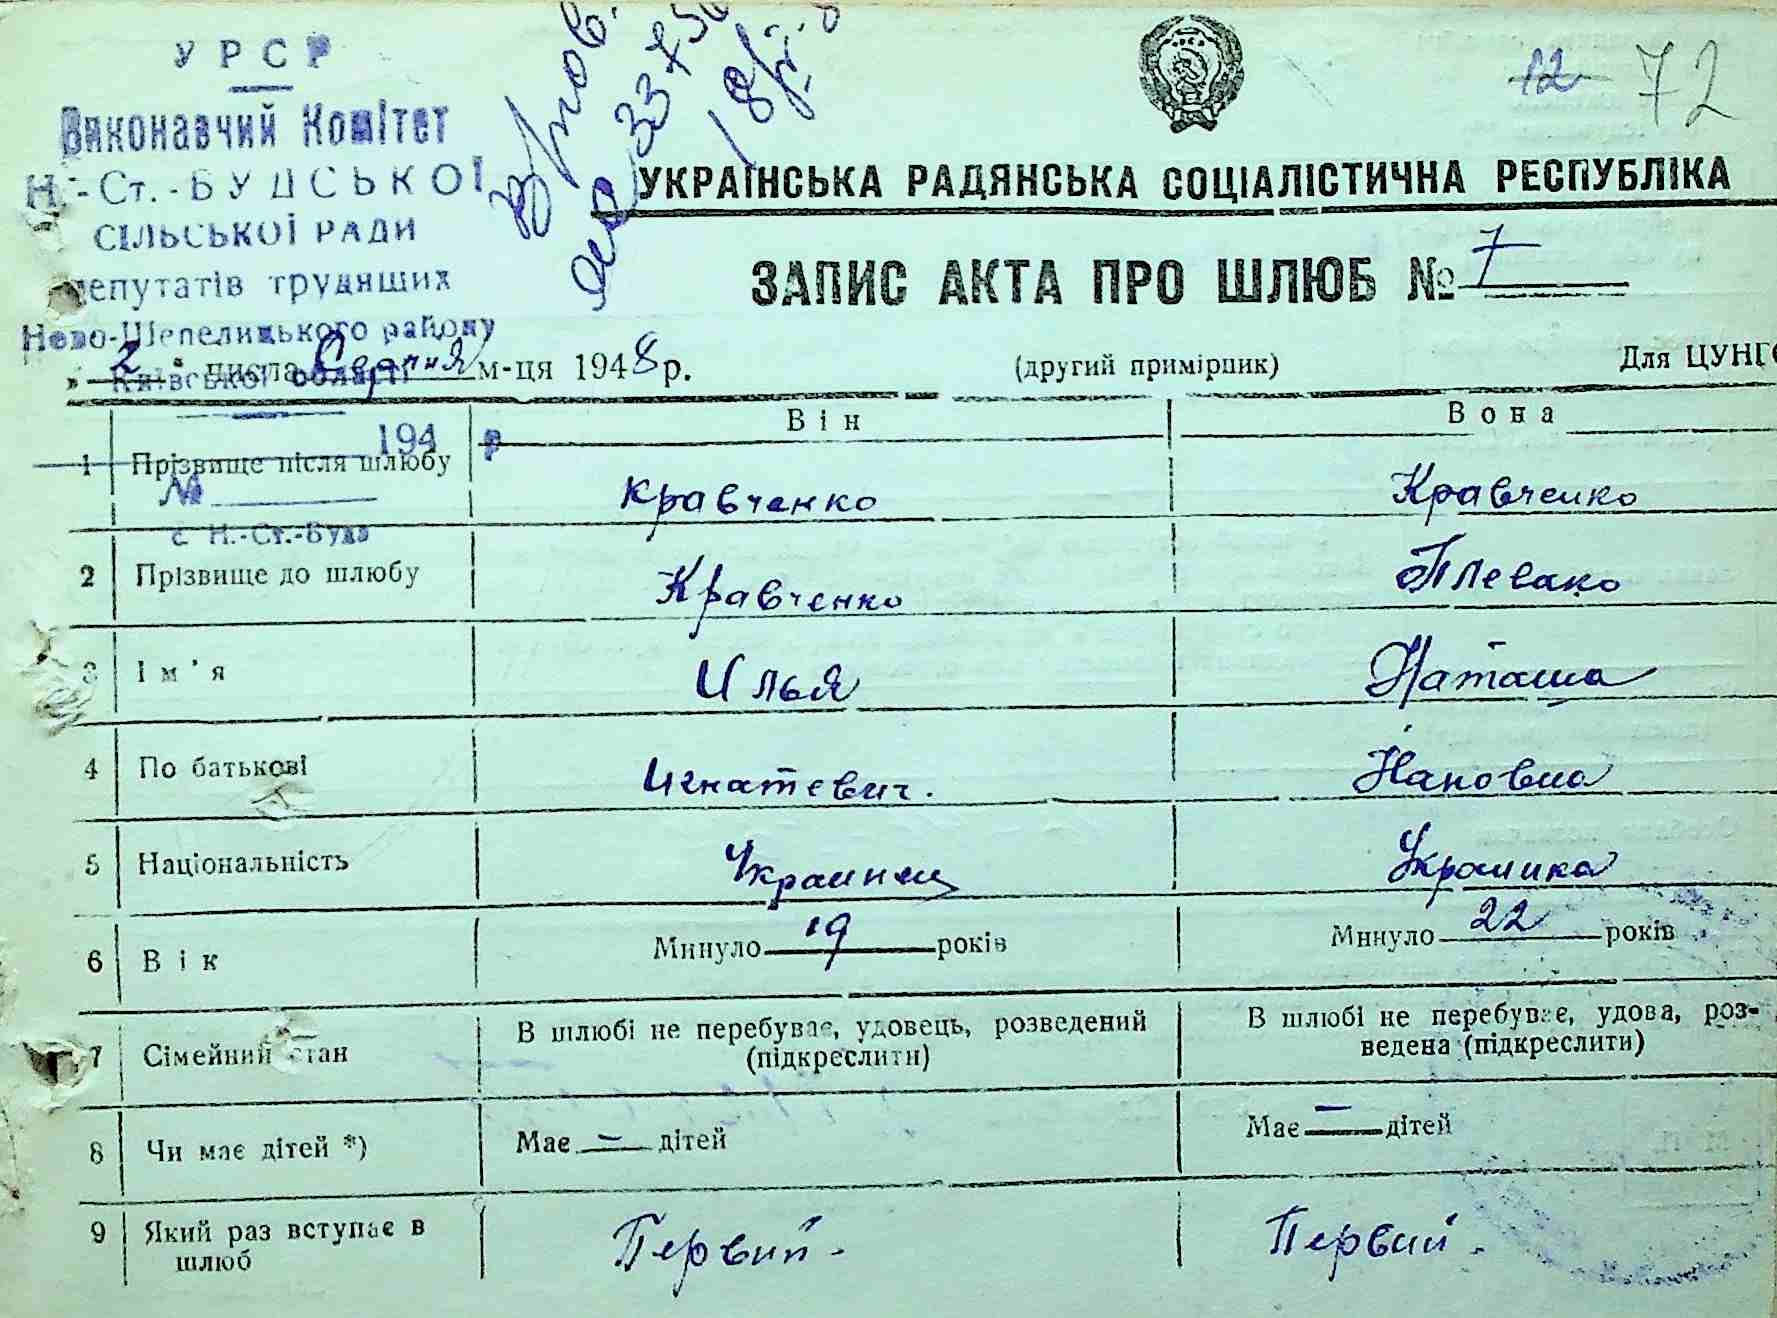 УРСР
Виконавчий Комітет
Н.-Ст.-БУДСЬКОЇ
СІЛЬСЬКОЇ РАДИ
депутатів трудящих
Ново-Шепелицького району
Київської області
194 р
№
с. Н.-Ст.-Буда
12 72
УКРАЇНСЬКА РАДЯНСЬКА СОЦІАЛІСТИЧНА РЕСПУБЛІКА
ЗАПИС АКТА ПРО ШЛЮБ № 7
„ 2 " числа Серпня м-ця 1948 р.
(другий примірник)
Для ЦУНГО
Він
Вона
1 Прізвище після шлюбу Кравченко Кравченко
2 Прізвище до шлюбу Кравченко Плевако
3 Ім'я Илья Наташа
4 По батькові Игнатевич. Нановна
5 Національність Украинец Украинка
6 Вік Минуло 19 років Минуло 22 років
7 Сімейний стан В шлюбі не перебуває, удовець, розведений (підкреслити) В шлюбі не перебуває, удова, розведена (підкреслити)
8 Чи має дітей *) Має — дітей Має — дітей
9 Який раз вступає в шлюб Первий - Первий -